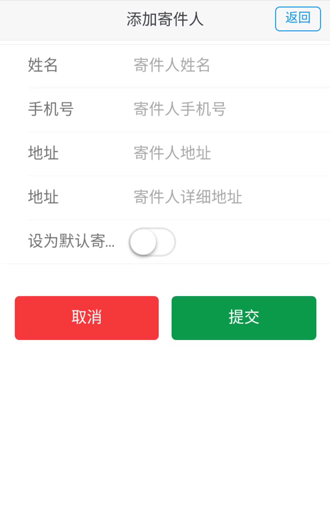 添加寄件人
返回
姓名 寄件人姓名
手机号 寄件人手机号
地址 寄件人地址
地址 寄件人详细地址
设为默认寄...
取消 提交